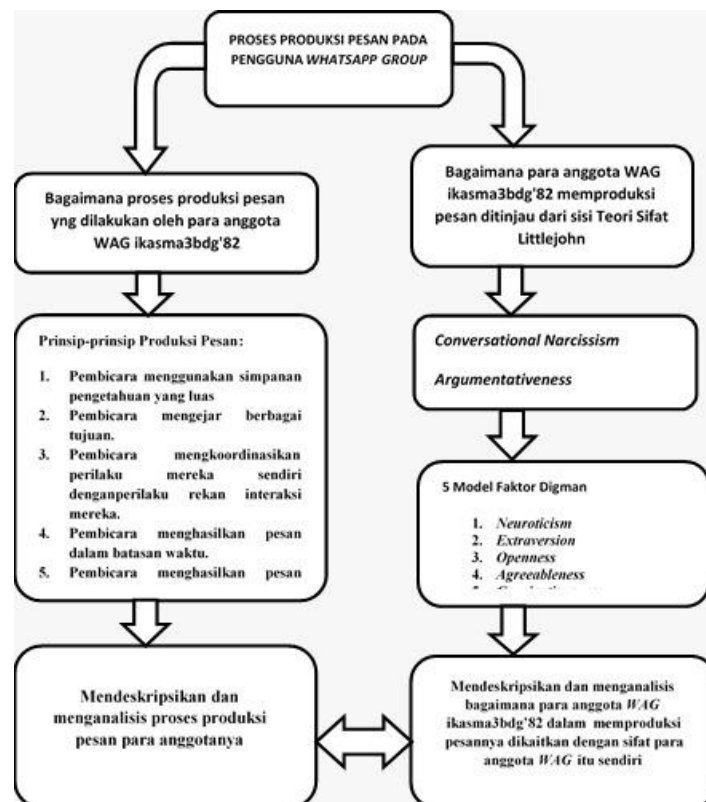 PROSES PRODUKSI PESAN PADA
PENGGUNA WHATSAPP GROUP
Bagaimana proses produksi pesan
yng dilakukan oleh para anggota
WAG ikasma3bdg'82
Bagaimana para anggota WAG
ikasma3bdg'82 memproduksi
pesan ditinjau dari sisi Teori Sifat
Littlejohn
Prinsip-prinsip Produksi Pesan:
1. Pembicara menggunakan simpanan
pengetahuan yang luas
2. Pembicara mengejar berbagai
tujuan.
3. Pembicara mengkoordinasikan
perilaku mereka sendiri
denganperilaku rekan interaksi
mereka.
4. Pembicara menghasilkan pesan
dalam batasan waktu.
5. Pembicara menghasilkan pesan
Conversational Narcissism
Argumentativeness
5 Model Faktor Digman
1. Neuroticism
2. Extraversion
3. Openness
4. Agreeableness
Mendeskripsikan dan
menganalisis proses produksi
pesan para anggotanya
Mendeskripsikan dan menganalisis
bagaimana para anggota WAG
ikasma3bdg'82 dalam memproduksi
pesannya dikaitkan dengan sifat para
anggota WAG itu sendiri